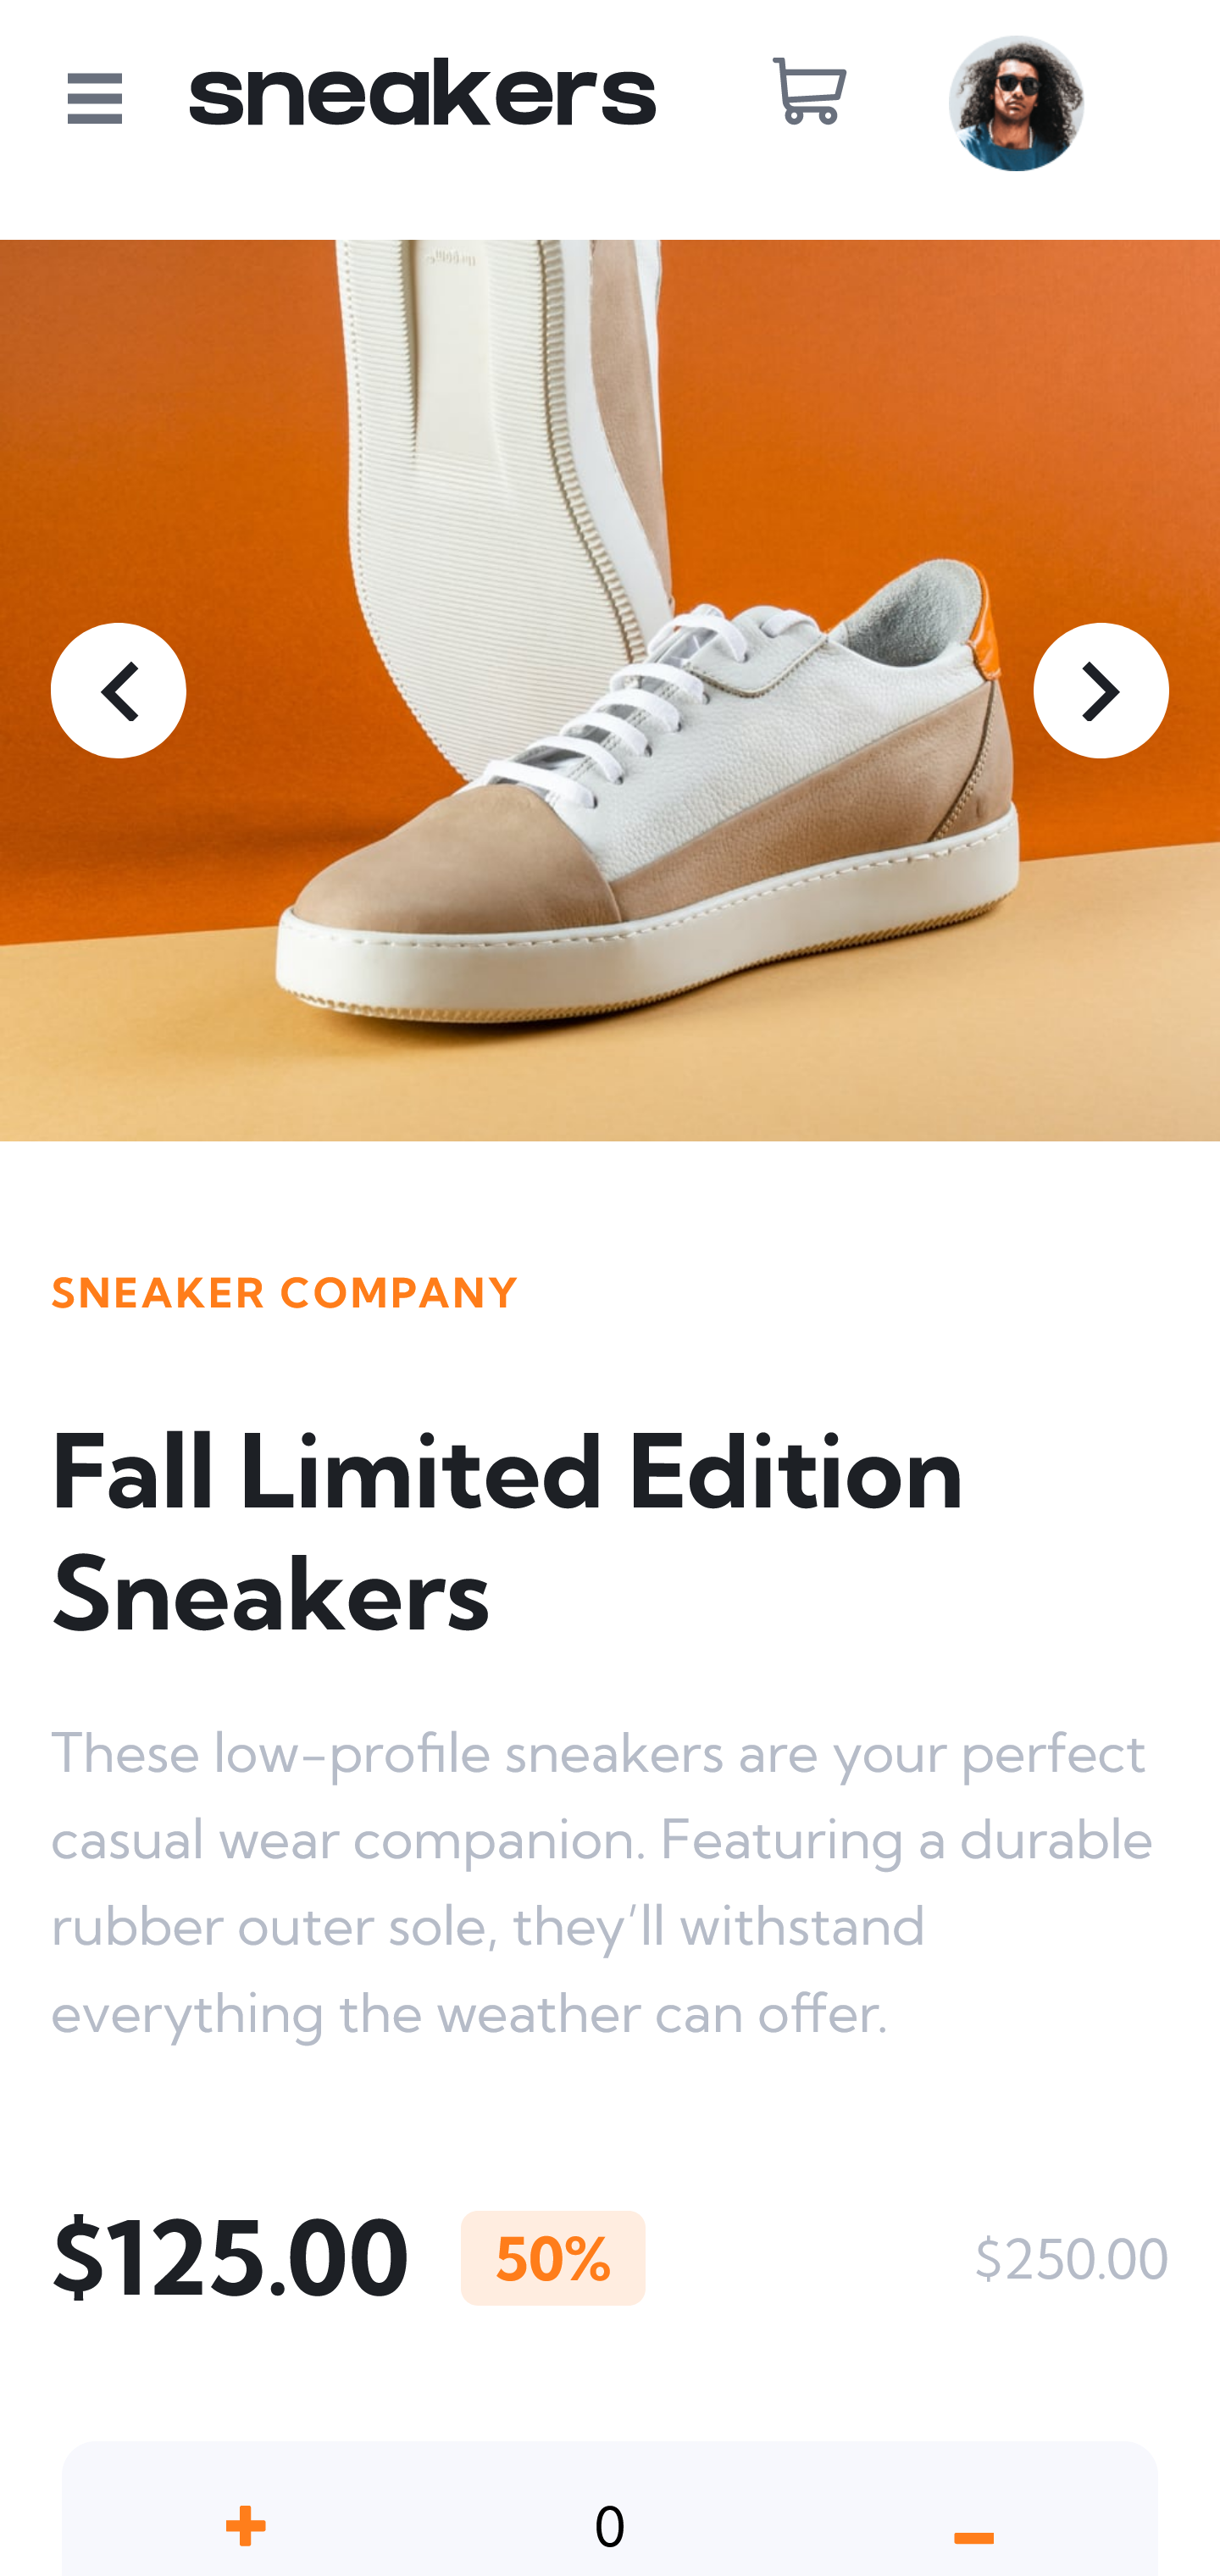 sneakers
SNEAKER COMPANY
Fall Limited Edition
Sneakers
These low-profile sneakers are your perfect
casual wear companion. Featuring a durable
rubber outer sole, they’ll withstand
everything the weather can offer.
$125.00 50% $250.00
+ 0 −